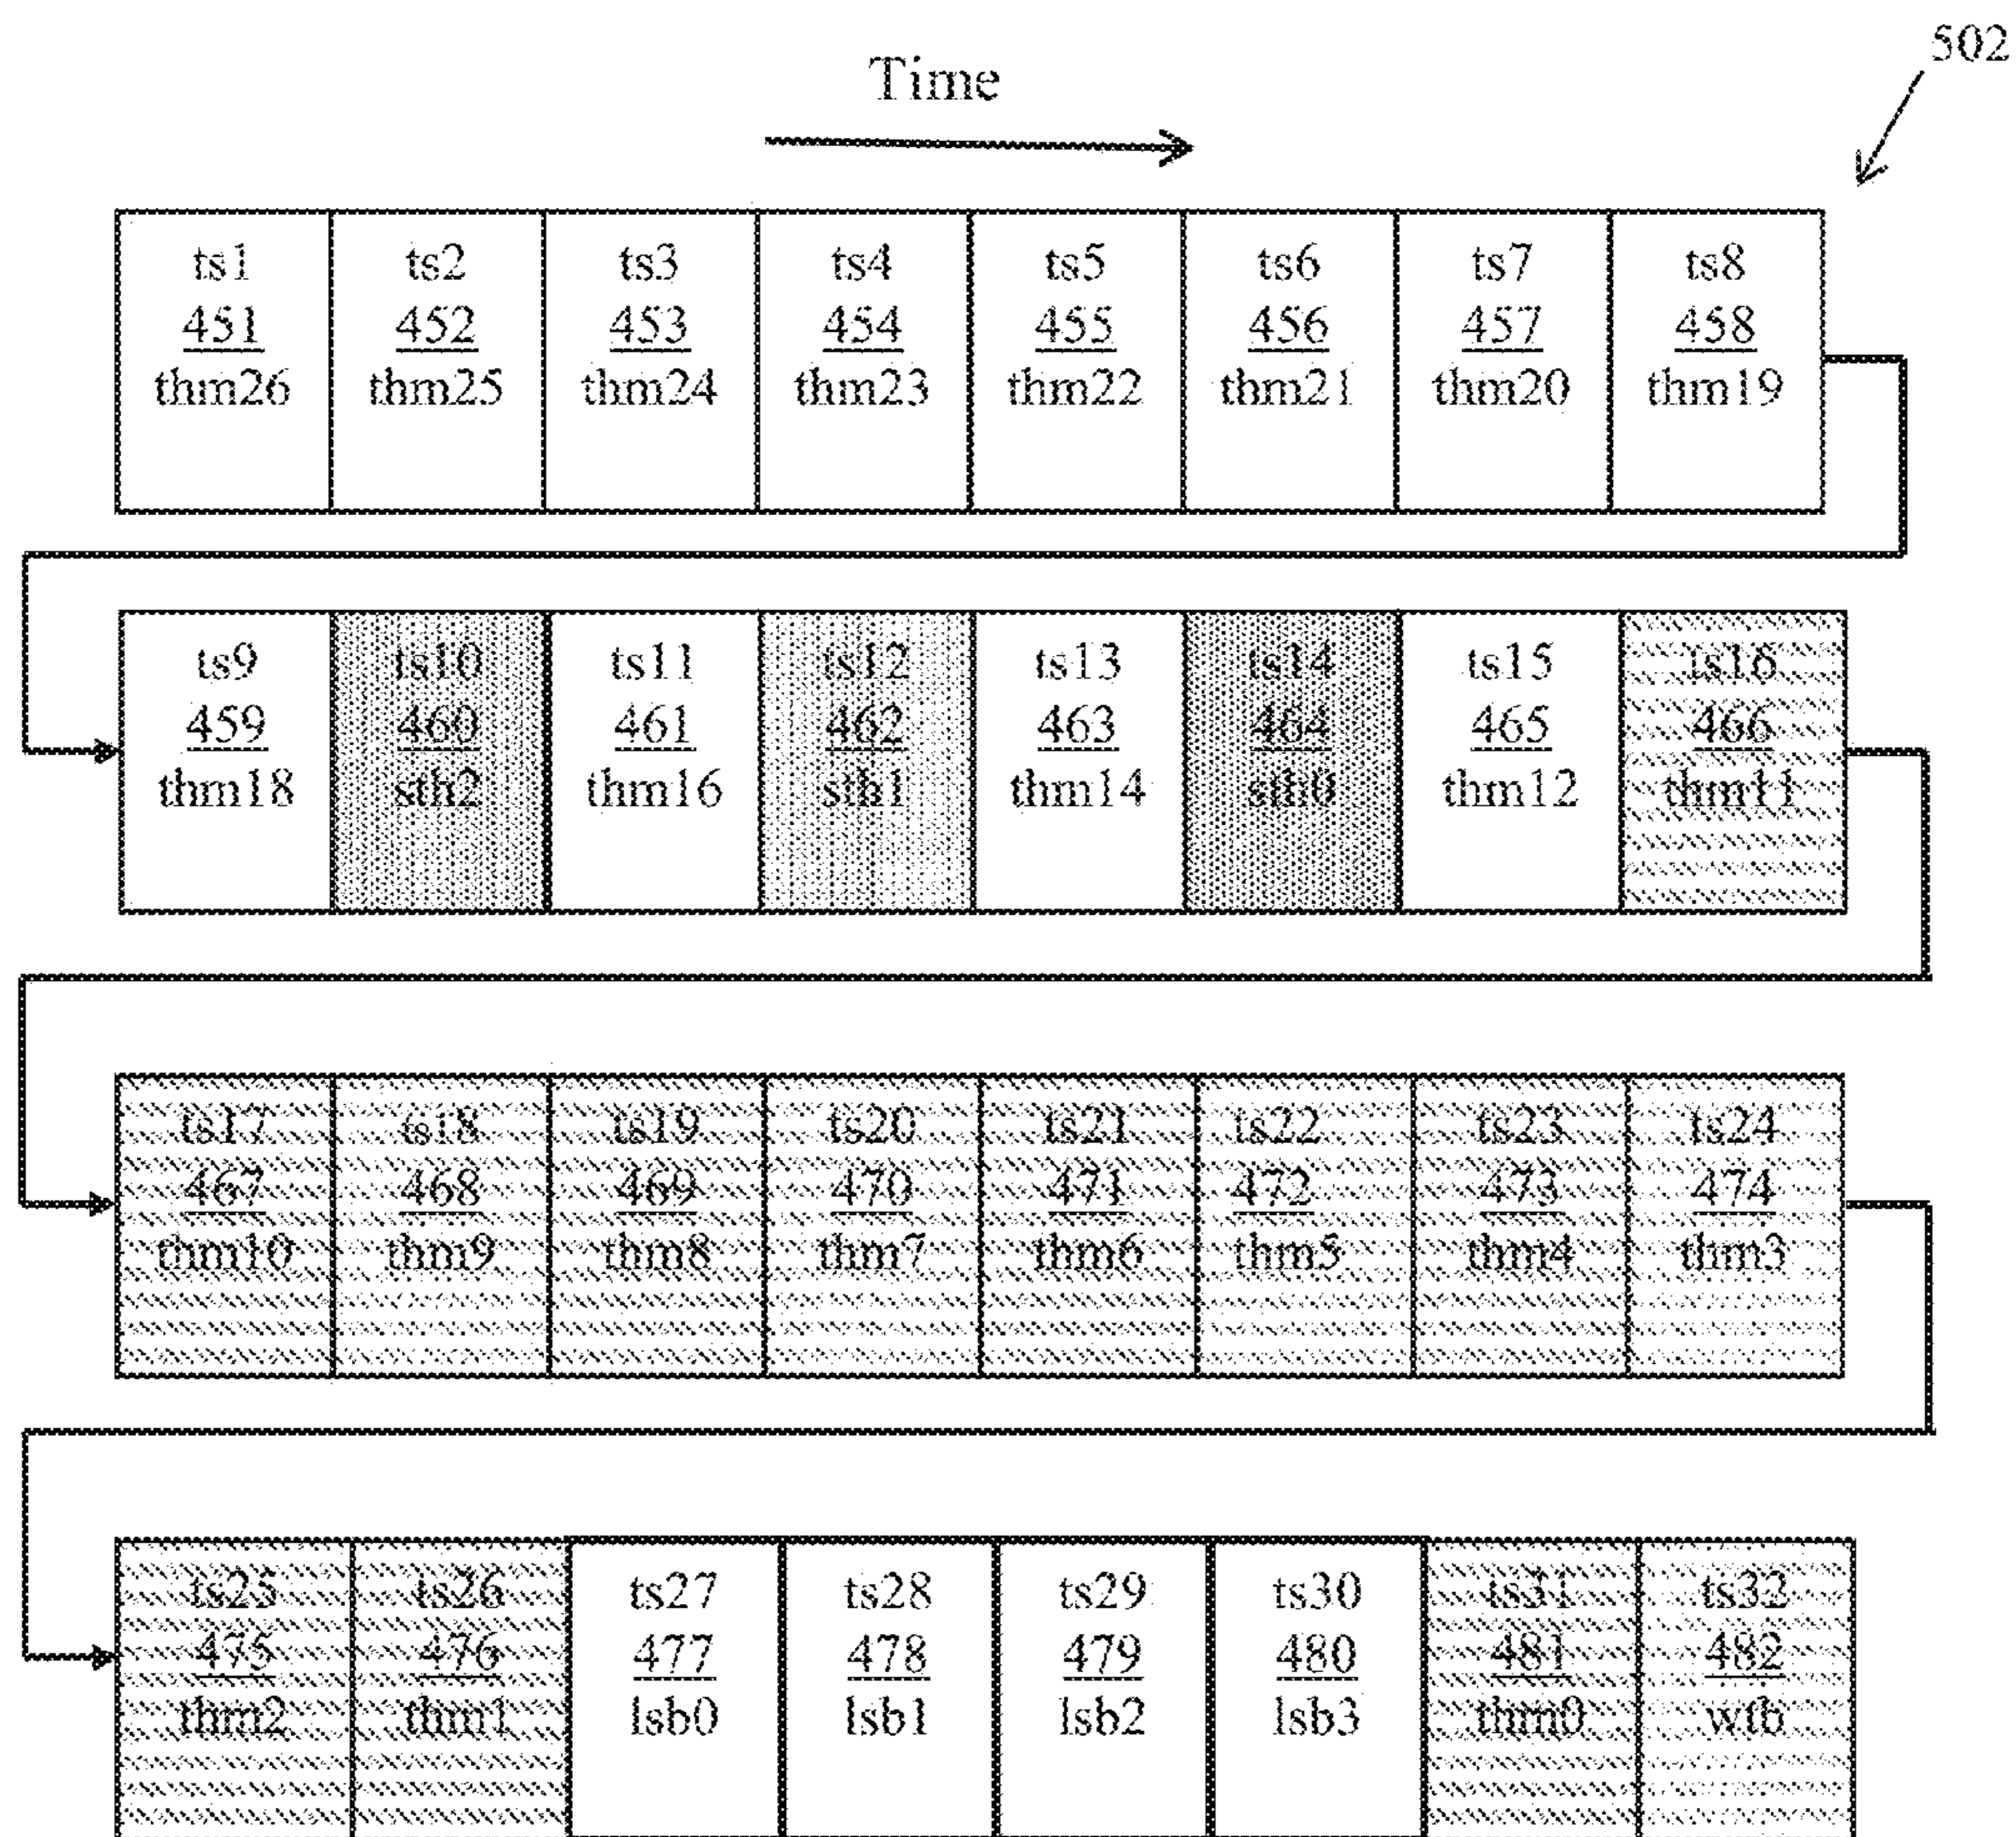 502
Time
ts1 ts2 ts3 ts4 ts5 ts6 ts7 ts8
451 452 453 454 455 456 457 458
thm26 thm25 thm24 thm23 thm22 thm21 thm20 thm19
ts9 ts10 ts11 ts12 ts13 ts14 ts15 ts16
459 460 461 462 463 464 465 466
thm18 sth2 thm16 sth1 thm14 sth0 thm12 thm11
ts17 ts18 ts19 ts20 ts21 ts22 ts23 ts24
467 468 469 470 471 472 473 474
thm10 thm9 thm8 thm7 thm6 thm5 thm4 thm3
ts25 ts26 ts27 ts28 ts29 ts30 ts31 ts32
475 476 477 478 479 480 481 482
thm2 thm1 lsb0 lsb1 lsb2 lsb3 thm0 wtb